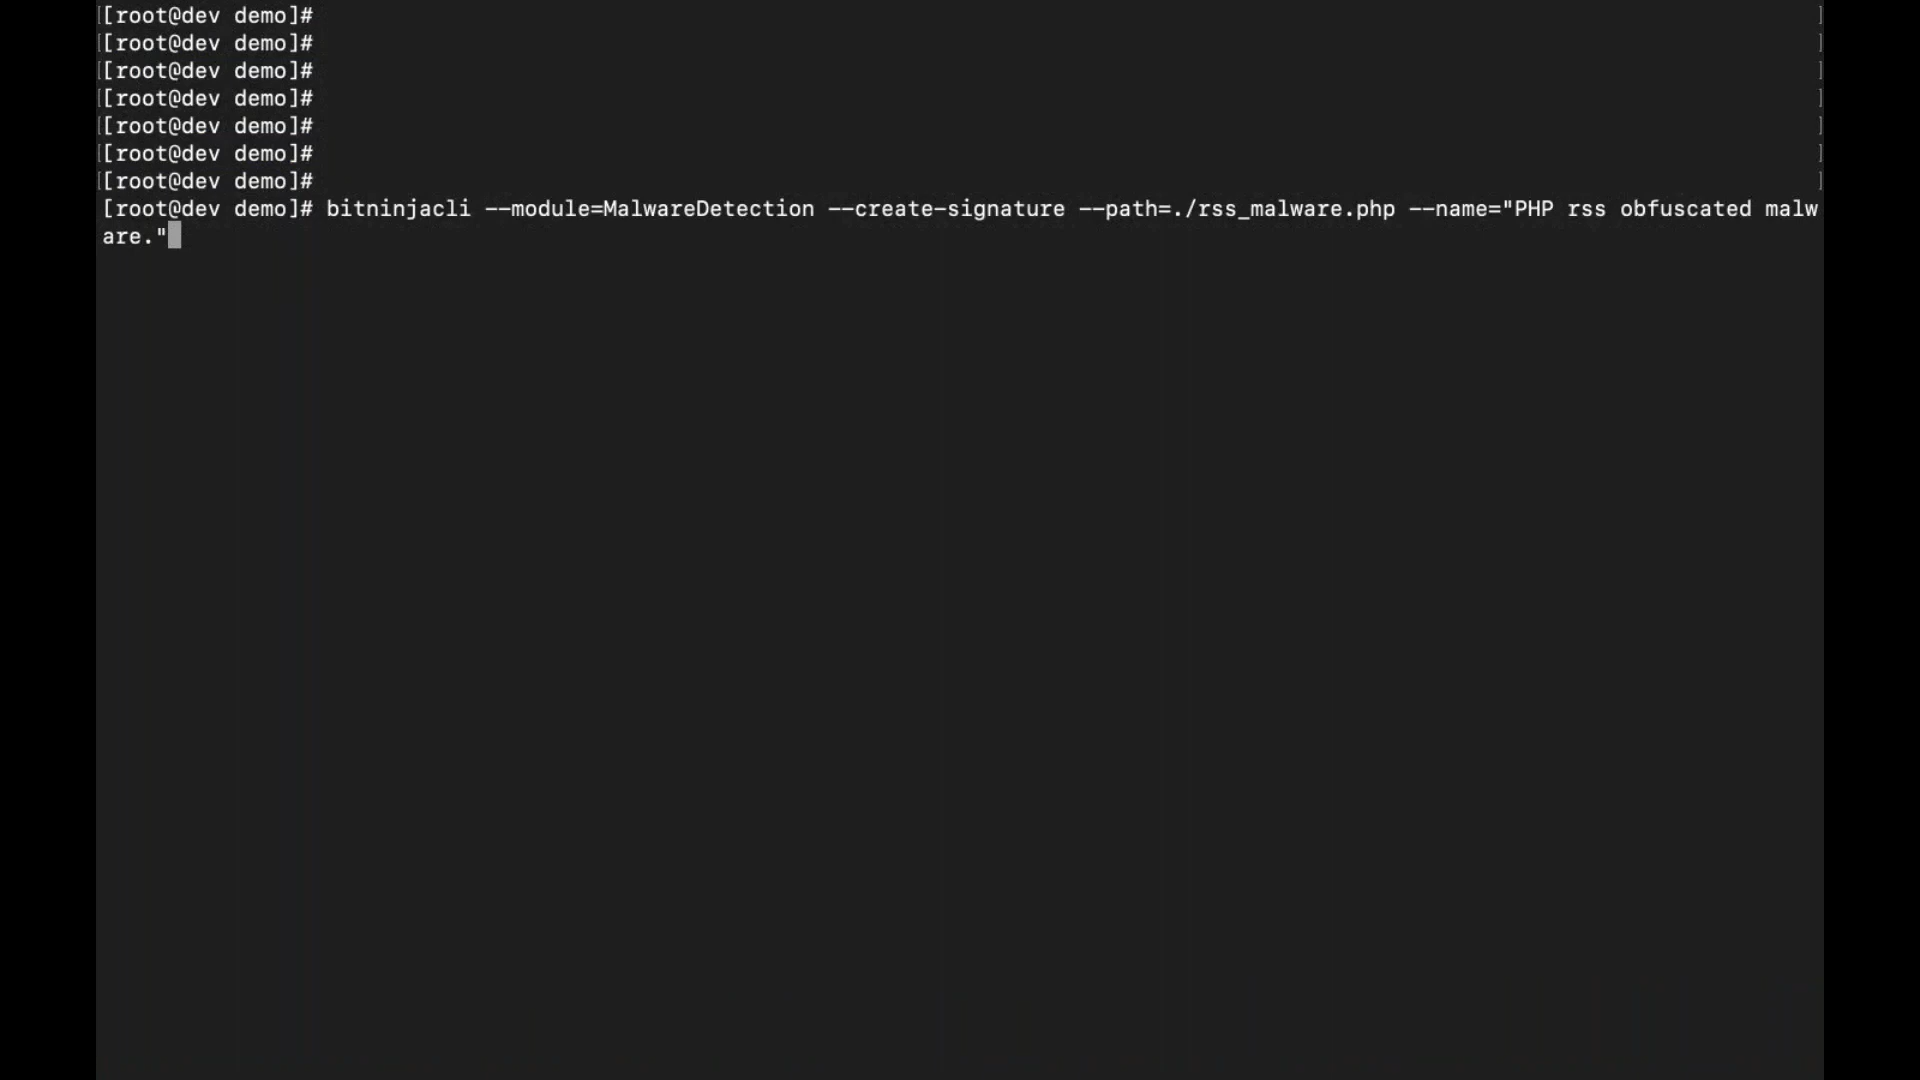 [[root@dev demo]# ]
[[root@dev demo]# ]
[[root@dev demo]# ]
[[root@dev demo]# ]
[[root@dev demo]# ]
[[root@dev demo]# ]
[[root@dev demo]# ]
[root@dev demo]# bitninjacli --module=MalwareDetection --create-signature --path=./rss_malware.php --name="PHP rss obfuscated malw
are."